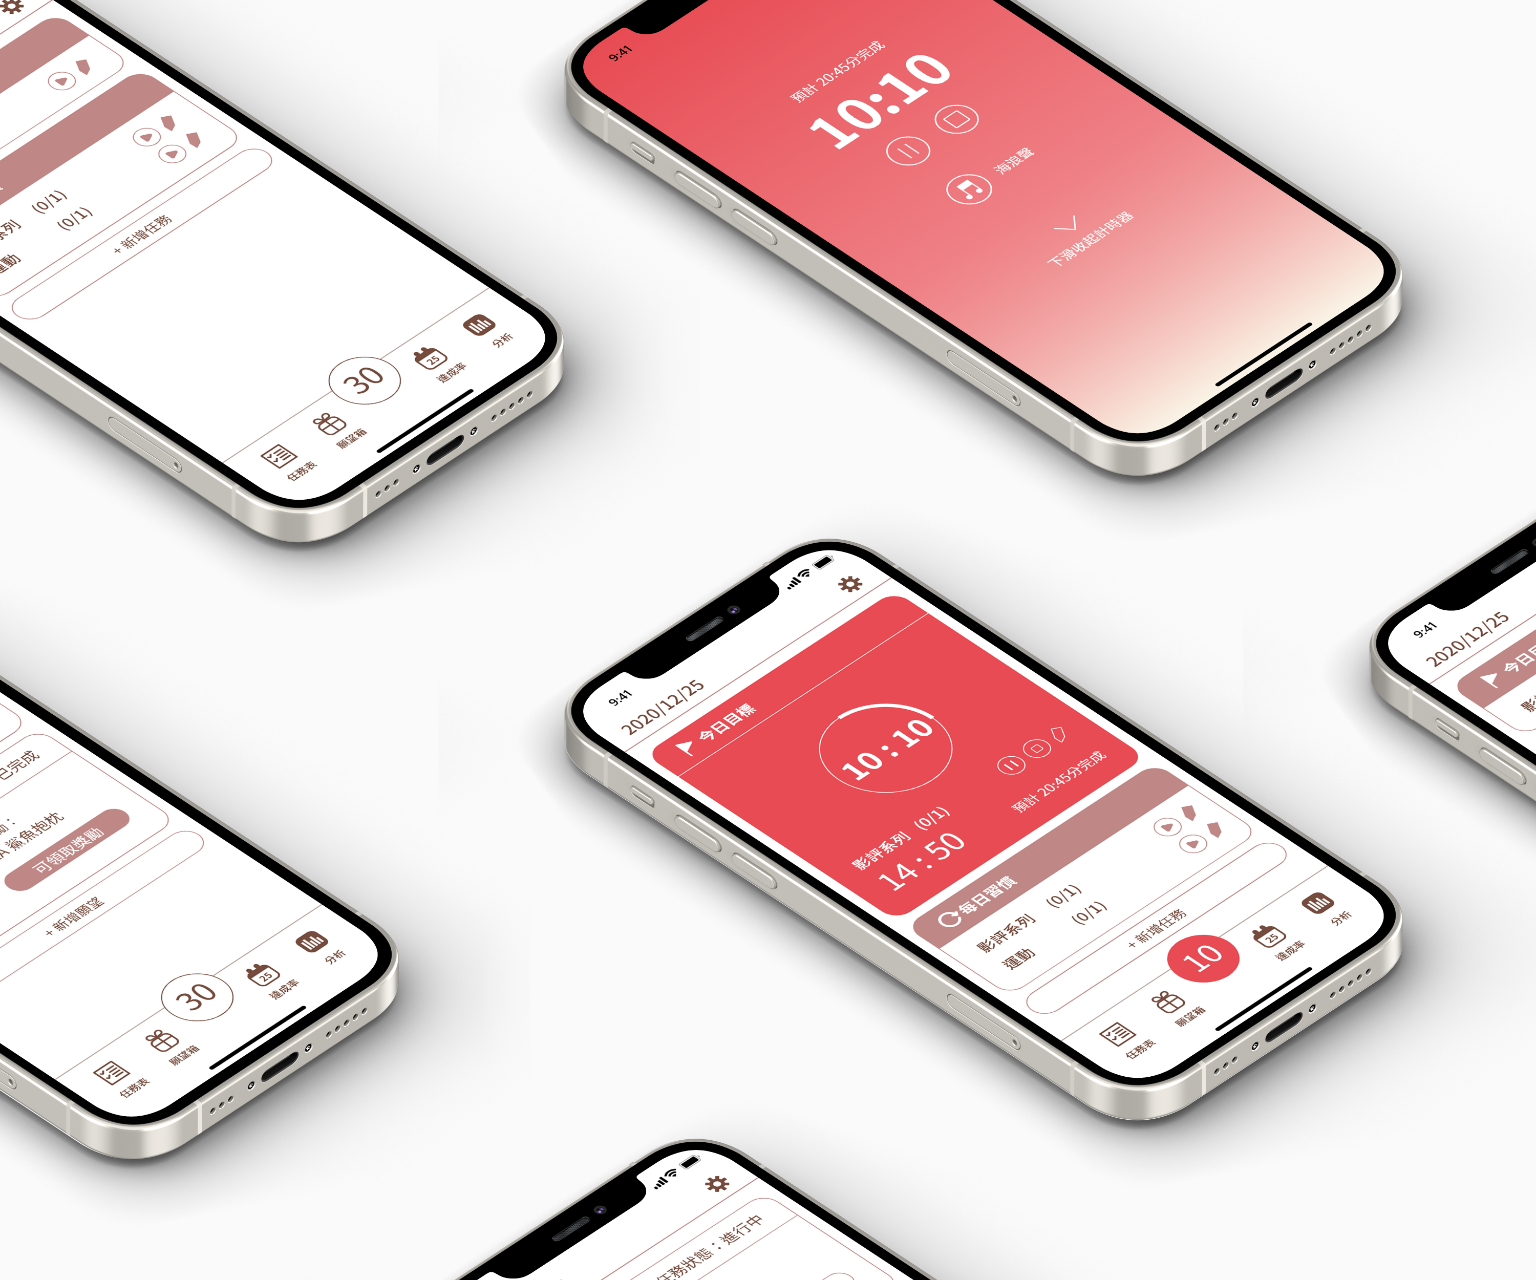 系列 (0/1)
運動 (0/1)
+ 新增任務
任務表
願望箱
30
25
達成率
分析
9:41
預計 20:45分完成
10:10
海浪聲
下滑收起計時器
9:41
2020/12/25
今日目標
10:10
影評系列 (0/1)
14:50
預計 20:45分完成
每日習慣
影評系列 (0/1)
運動 (0/1)
+ 新增任務
任務表
願望箱
10
25
達成率
分析
9:41
2020/12/25
今日目
影
已完成
勵：
鯊魚抱枕
可領取獎勵
+ 新增願望
任務表
願望箱
30
25
達成率
分析
任務狀態：進行中